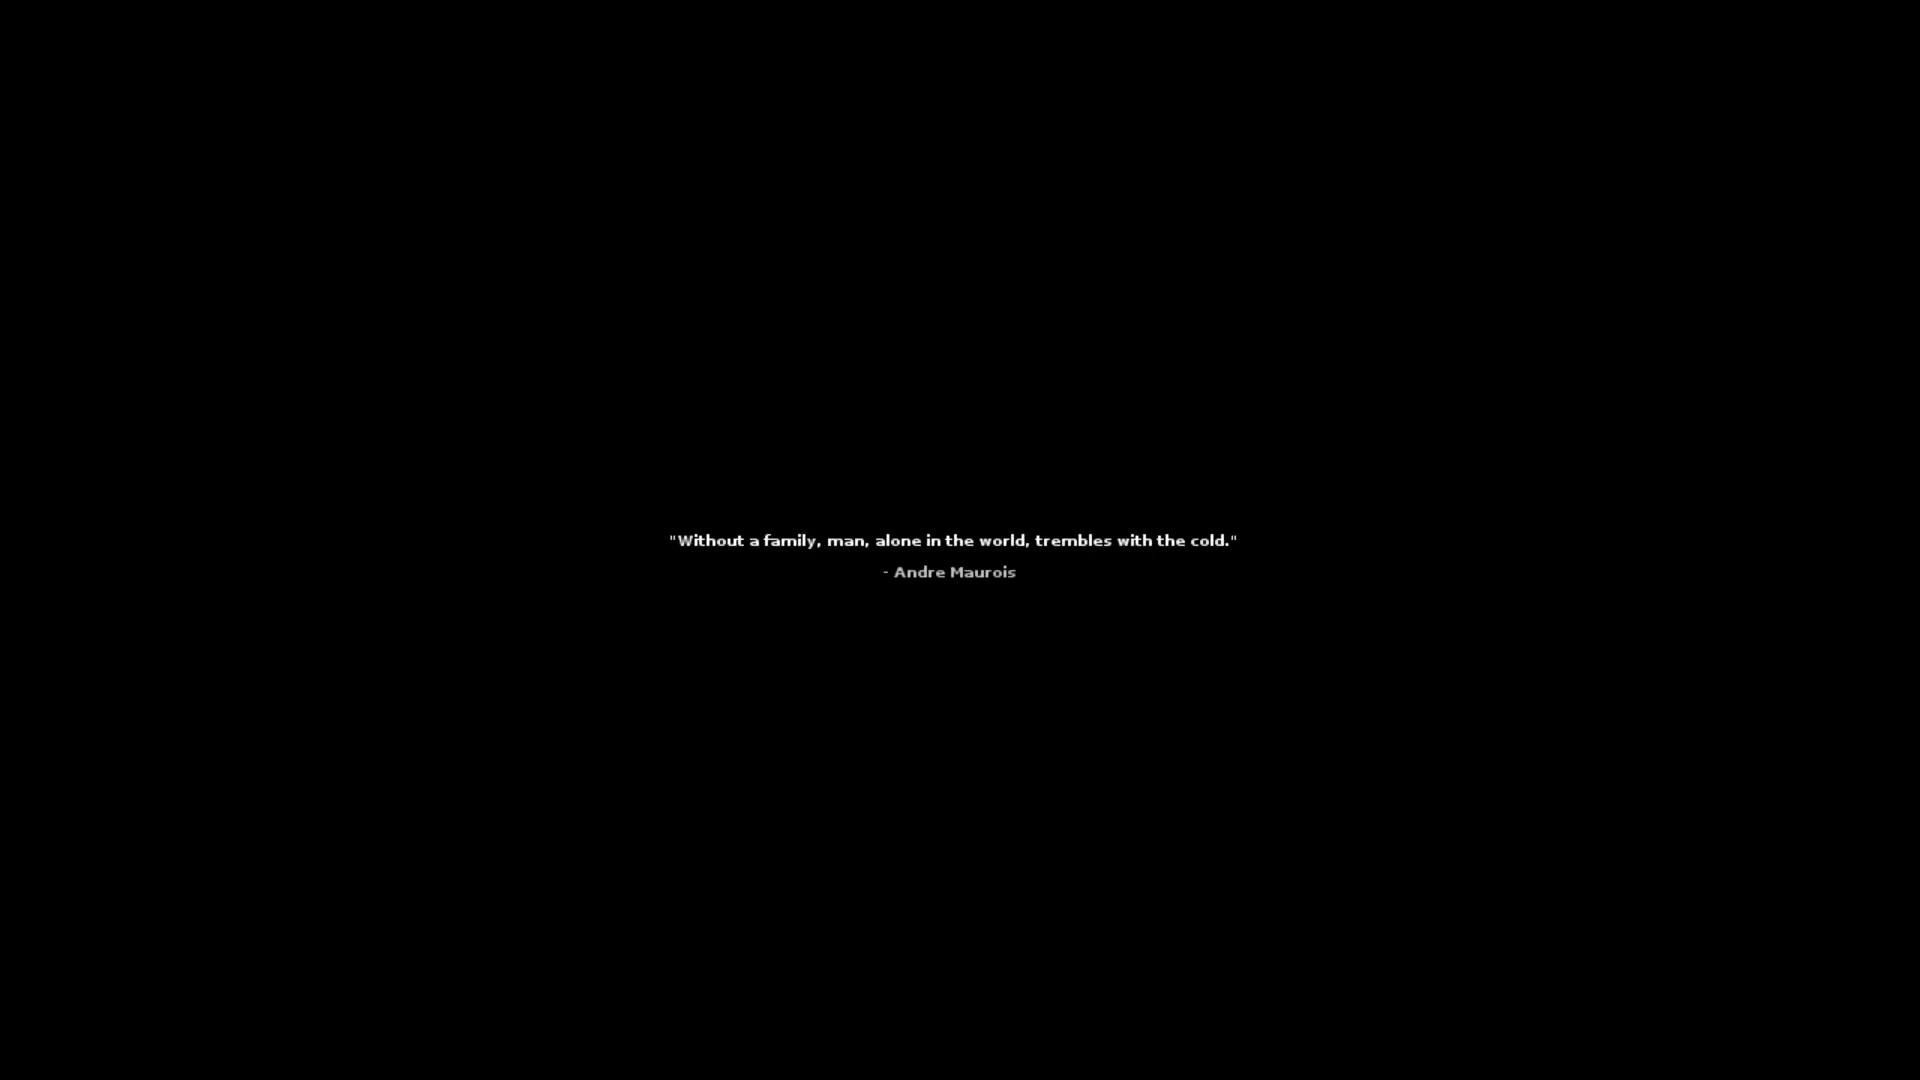 "Without a family, man, alone in the world, trembles with the cold."
- Andre Maurois